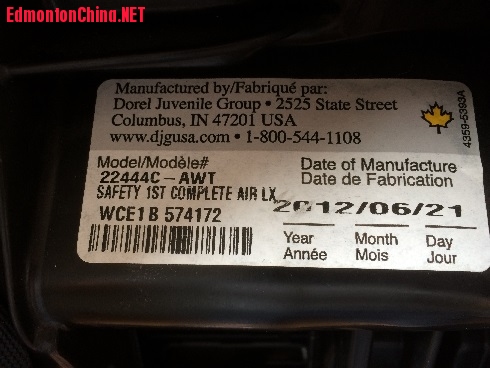 EdmontonChina.NET
Manufactured by/Fabriqué par:
Dorel Juvenile Group • 2525 State Street
Columbus, IN 47201 USA
www.djgusa.com • 1-800-544-1108
4359-5393A
Model/Modèle#
22444C-AWT
SAFETY 1ST COMPLETE AIR LX
WCE1 B 574172
Date of Manufacture
Date de Fabrication
2012/06/21
Year Month Day
Année Mois Jour